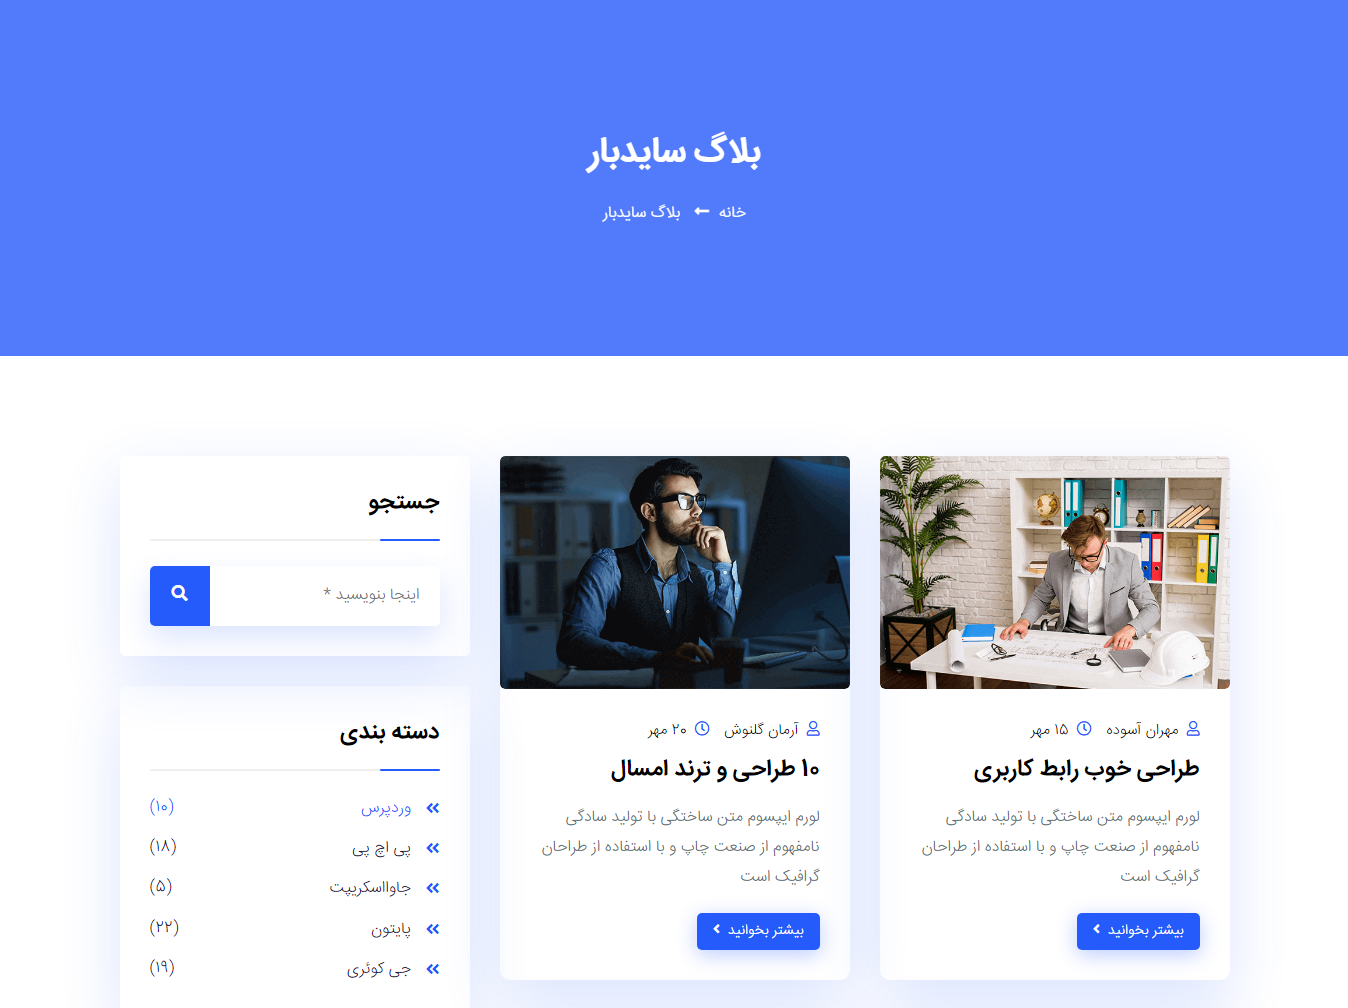 بلاگ سایدبار
خانه بلاگ سایدبار
مهران آسوده ۱۵ مهر
طراحی خوب رابط کاربری
لورم ایپسوم متن ساختگی با تولید سادگی
نامفهوم از صنعت چاپ و با استفاده از طراحان
گرافیک است
بیشتر بخوانید
آرمان گلنوش ۲۰ مهر
۱۰ طراحی و ترند امسال
لورم ایپسوم متن ساختگی با تولید سادگی
نامفهوم از صنعت چاپ و با استفاده از طراحان
گرافیک است
بیشتر بخوانید
جستجو
اینجا بنویسید *
دسته بندی
وردپرس (۱۰)
پی اچ پی (۱۸)
جاوااسکریپت (۵)
پایتون (۲۲)
جی کوئری (۱۹)